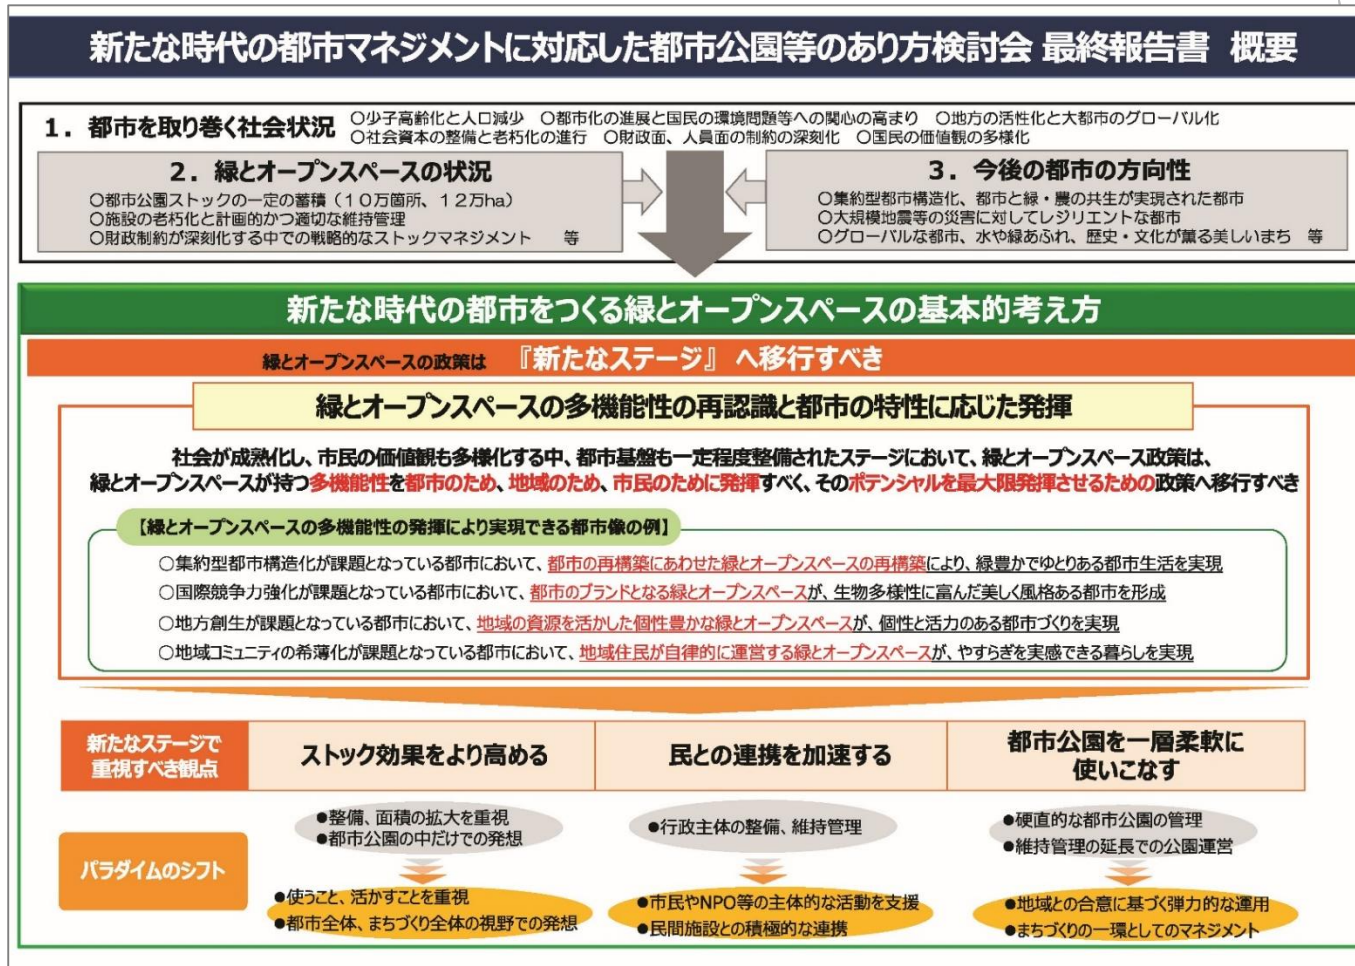 新たな時代の都市マネジメントに対応した都市公園等のあり方検討会 最終報告書　概要
1．都市を取り巻く社会状況
○少子高齢化と人口減少　○都市化の進展と国民の環境問題等への関心の高まり　○地方の活性化と大都市のグローバル化
○社会資本の整備と老朽化の進行　○財政面、人員面の制約の深刻化　○国民の価値観の多様化
2．緑とオープンスペースの状況
○都市公園ストックの一定の蓄積（１０万箇所、１２万ha）
○施設の老朽化と計画的かつ適切な維持管理
○財政制約が深刻化する中での戦略的なストックマネジメント　　等
3．今後の都市の方向性
○集約型都市構造化、都市と緑・農の共生が実現された都市
○大規模地震等の災害に対してレジリエントな都市
○グローバルな都市、水や緑あふれ、歴史・文化が薫る美しいまち　等
新たな時代の都市をつくる緑とオープンスペースの基本的考え方
緑とオープンスペースの政策は　『新たなステージ』へ移行すべき
緑とオープンスペースの多機能性の再認識と都市の特性に応じた発揮
社会が成熟化し、市民の価値観も多様化する中、都市基盤も一定程度整備されたステージにおいて、緑とオープンスペース政策は、
緑とオープンスペースが持つ多機能性を都市のため、地域のため、市民のために発揮すべく、そのポテンシャルを最大限発揮させるための政策へ移行すべき
【緑とオープンスペースの多機能性の発揮により実現できる都市像の例】
○集約型都市構造化が課題となっている都市において、都市の再構築にあわせた緑とオープンスペースの再構築により、緑豊かでゆとりある都市生活を実現
○国際競争力強化が課題となっている都市において、都市のブランドとなる緑とオープンスペースが、生物多様性に富んだ美しく風格ある都市を形成
○地方創生が課題となっている都市において、地域の資源を活かした個性豊かな緑とオープンスペースが、個性と活力のある都市づくりを実現
○地域コミュニティの希薄化が課題となっている都市において、地域住民が自律的に運営する緑とオープンスペースが、やすらぎを実感できる暮らしを実現
新たなステージで
重視すべき観点
ストック効果をより高める
民との連携を加速する
都市公園を一層柔軟に
使いこなす
パラダイムのシフト
●整備、面積の拡大を重視
●都市公園の中だけでの発想
●使うこと、活かすことを重視
●都市全体、まちづくり全体の視野での発想
●行政主体の整備、維持管理
●市民やNPO等の主体的な活動を支援
●民間施設との積極的な連携
●硬直的な都市公園の管理
●維持管理の延長での公園運営
●地域との合意に基づく弾力的な運用
●まちづくりの一環としてのマネジメント